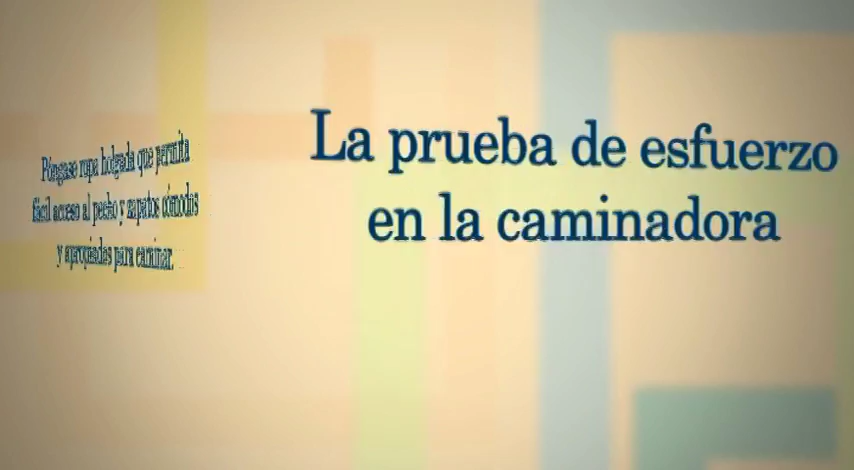 La prueba de esfuerzo
en la caminadora
Póngase ropa holgada que permita
fácil acceso al pecho y zapatos cómodos
y apropiados para caminar.